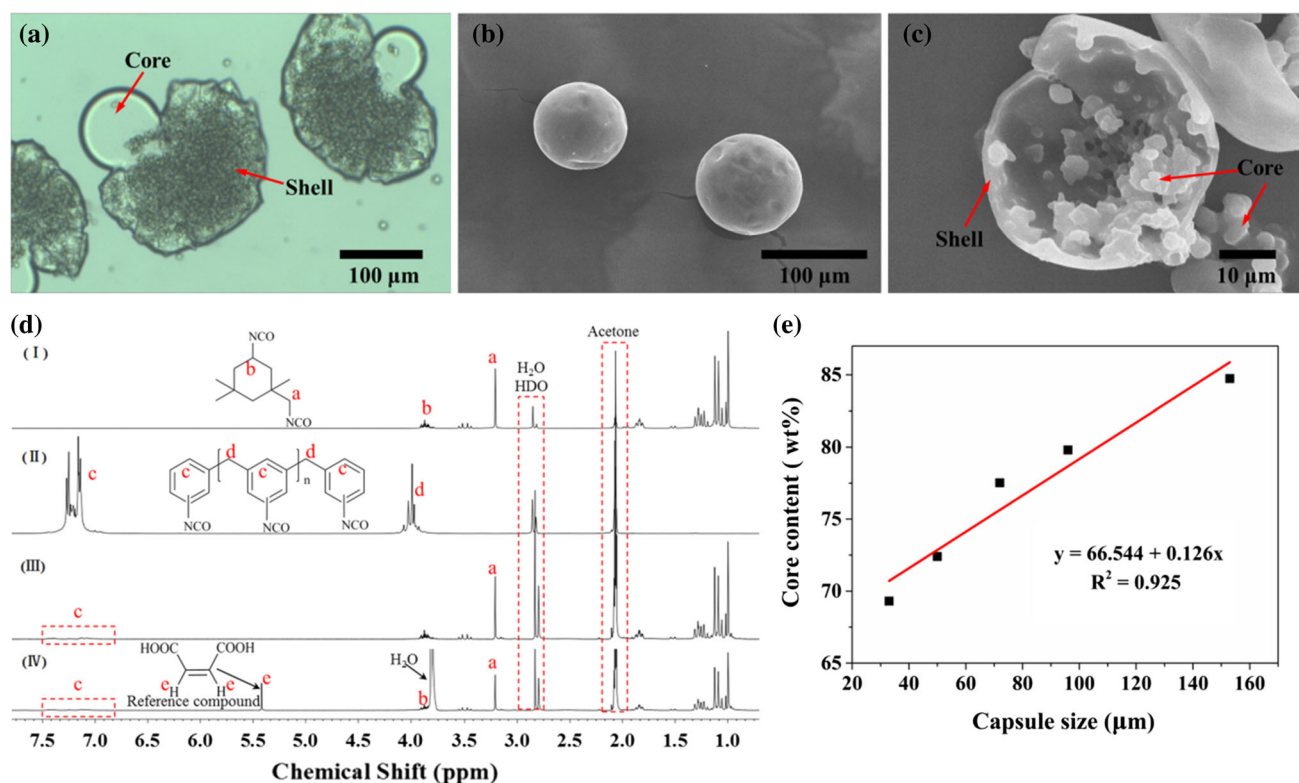 (a)
Core
Shell
100 µm
(b)
100 µm
(c)
Core
Shell
10 µm
(d)
(I)
NCO
b
a
NCO
b
a
H₂O
HDO
Acetone
(II)
c
d
d
c
c
c
n
NCO
NCO
NCO
d
(III)
c
a
(IV)
HOOC
COOH
H
H
e
e
Reference compound
e
c
H₂O
b
a
7.5 7.0 6.5 6.0 5.5 5.0 4.5 4.0 3.5 3.0 2.5 2.0 1.5 1.0
Chemical Shift (ppm)
(e)
Core content ( wt%)
85
80
75
70
65
y = 66.544 + 0.126x
R² = 0.925
20 40 60 80 100 120 140 160
Capsule size (µm)